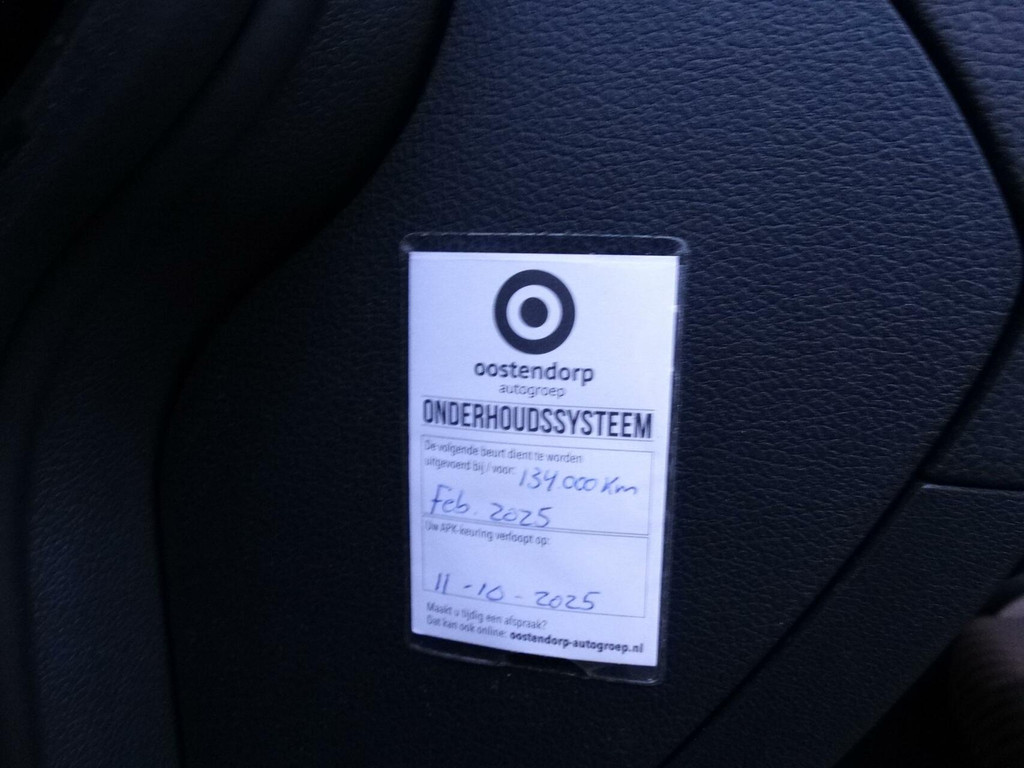 oostendorp
autogroep
ONDERHOUDSSYSTEEM
De volgende beurt dient te worden
uitgevoerd bij / voor: 134 000 Km
Feb. 2025
Uw APK-keuring verloopt op:
11 - 10 - 2025
Maakt u tijdig een afspraak?
Dat kan ook online: oostendorp-autogroep.nl